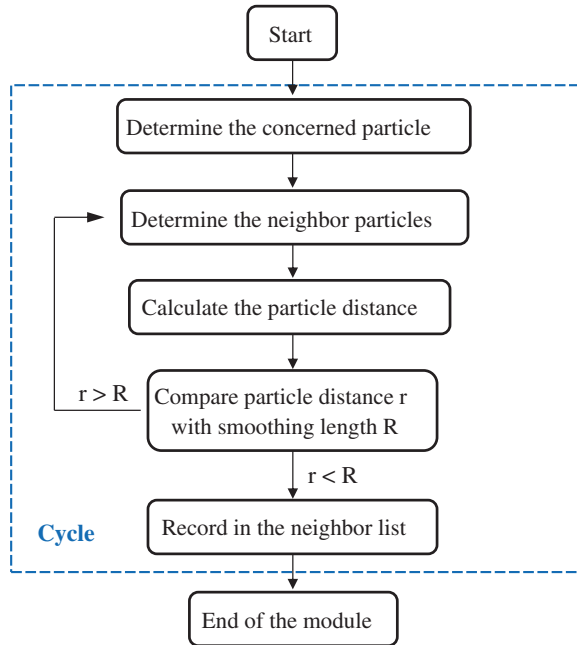 Start
Determine the concerned particle
Determine the neighbor particles
Calculate the particle distance
r > R
Compare particle distance r
with smoothing length R
r < R
Record in the neighbor list
Cycle
End of the module